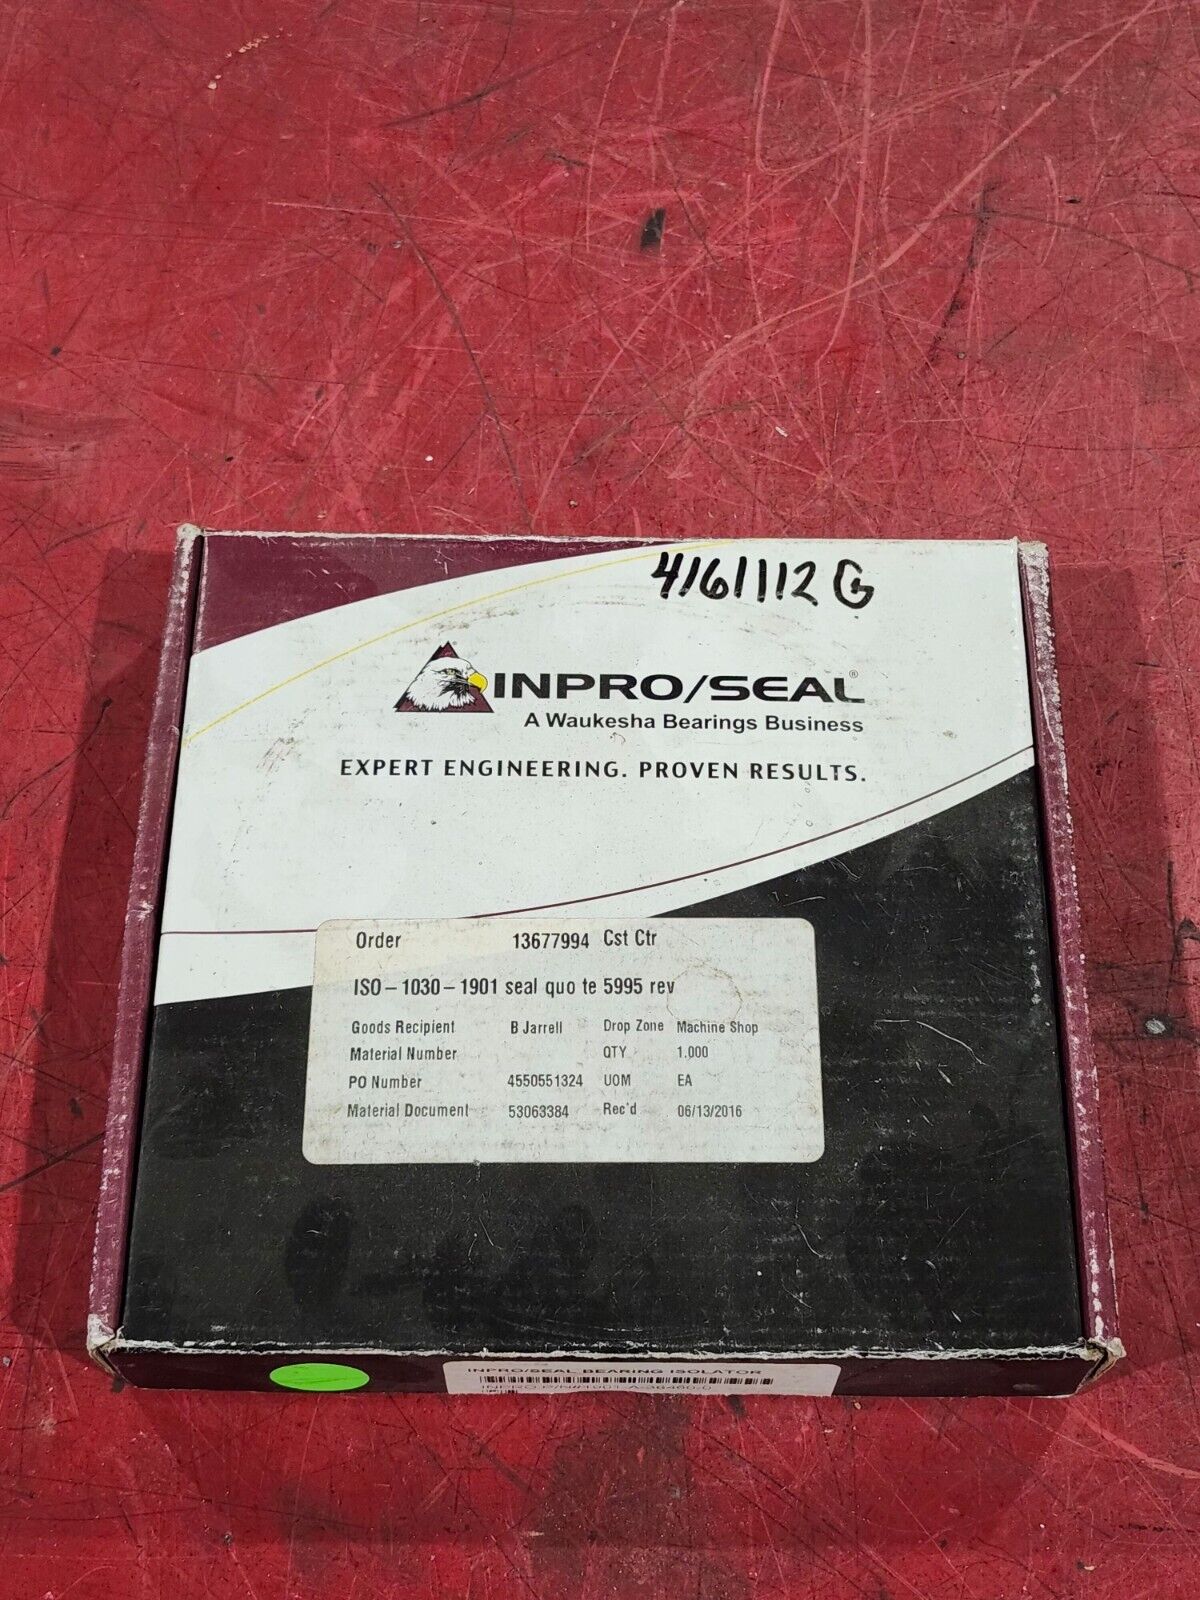 4161112 G
INPRO/SEAL®
A Waukesha Bearings Business
EXPERT ENGINEERING. PROVEN RESULTS.
Order 13677994 Cst Ctr
ISO-1030-1901 seal quo te 5995 rev
Goods Recipient B Jarrell Drop Zone Machine Shop
Material Number QTY 1.000
PO Number 4550551324 UOM EA
Material Document 53063384 Rec'd 06/13/2016
INPRO/SEAL BEARING ISOLATOR
INPRO P/N#